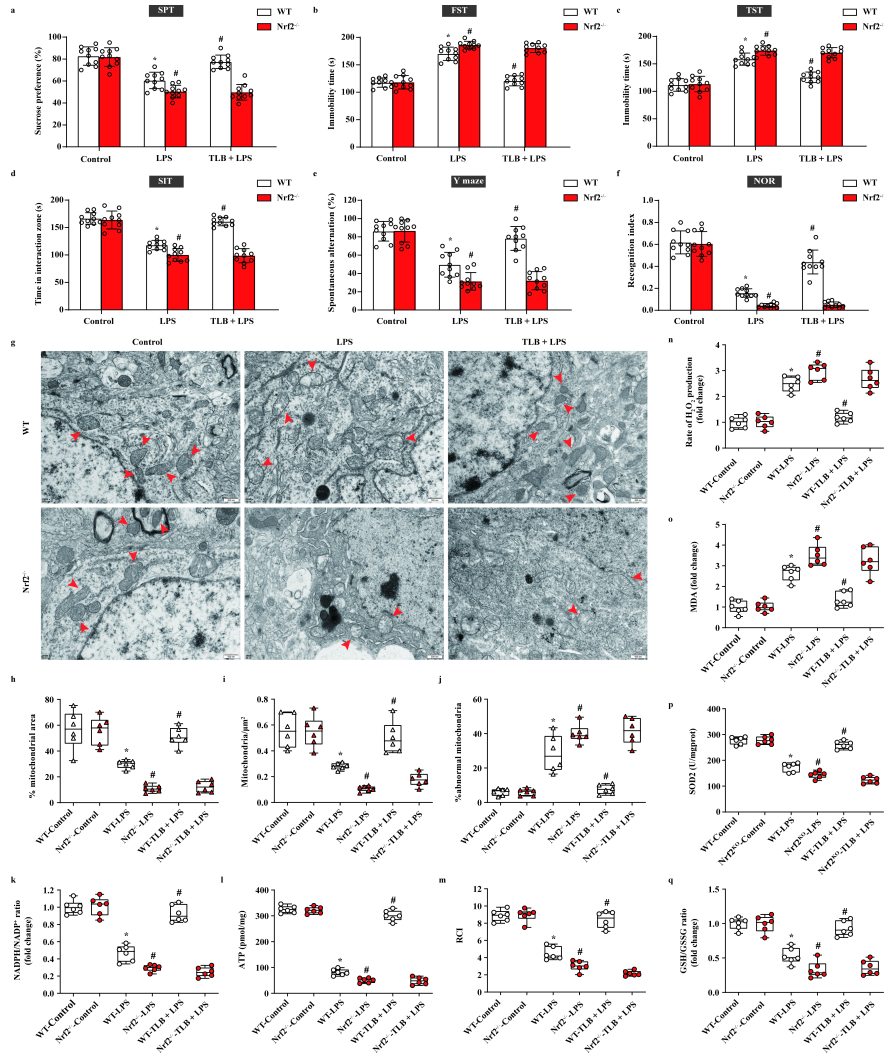 a
SPT
WT
Nrf2-/-
Sucrose preference (%)
100
80
60
40
20
0
*
#
#
Control
LPS
TLB + LPS
b
FST
WT
Nrf2-/-
Immobility time (s)
200
150
100
50
0
*
#
#
Control
LPS
TLB + LPS
c
TST
WT
Nrf2-/-
Immobility time (s)
200
150
100
50
0
*
#
#
Control
LPS
TLB + LPS
d
SIT
WT
Nrf2-/-
Time in interaction zone (s)
200
150
100
50
0
*
#
#
Control
LPS
TLB + LPS
e
Y maze
WT
Nrf2-/-
Spontaneous alternation (%)
120
100
80
60
40
20
0
*
#
#
Control
LPS
TLB + LPS
f
NOR
WT
Nrf2-/-
Recognition index
1.0
0.8
0.6
0.4
0.2
0.0
*
#
#
Control
LPS
TLB + LPS
g
Control
LPS
TLB + LPS
WT
Nrf2-/-
n
Rate of H2O2 production
(fold change)
4
3
2
1
0
*
#
#
WT-Control
Nrf2-/--Control
WT-LPS
Nrf2-/--LPS
WT-TLB + LPS
Nrf2-/--TLB + LPS
o
MDA (fold change)
5
4
3
2
1
0
*
#
#
WT-Control
Nrf2-/--Control
WT-LPS
Nrf2-/--LPS
WT-TLB + LPS
Nrf2-/--TLB + LPS
h
% mitochondrial area
80
60
40
20
0
*
#
#
WT-Control
Nrf2-/--Control
WT-LPS
Nrf2-/--LPS
WT-TLB + LPS
Nrf2-/--TLB + LPS
i
Mitochondria/μm2
0.8
0.6
0.4
0.2
0.0
*
#
#
WT-Control
Nrf2-/--Control
WT-LPS
Nrf2-/--LPS
WT-TLB + LPS
Nrf2-/--TLB + LPS
j
%abnormal mitochondria
60
40
20
0
*
#
#
WT-Control
Nrf2-/--Control
WT-LPS
Nrf2-/--LPS
WT-TLB + LPS
Nrf2-/--TLB + LPS
p
SOD2 (U/mgprot)
400
300
200
100
0
*
#
#
WT-Control
Nrf2KO-Control
WT-LPS
Nrf2KO-LPS
WT-TLB + LPS
Nrf2KO-TLB + LPS
k
NADPH/NADP+ ratio
(fold change)
1.5
1.0
0.5
0.0
*
#
#
WT-Control
Nrf2-/--Control
WT-LPS
Nrf2-/--LPS
WT-TLB + LPS
Nrf2-/--TLB + LPS
l
ATP (pmol/mg)
400
300
200
100
0
*
#
#
WT-Control
Nrf2-/--Control
WT-LPS
Nrf2-/--LPS
WT-TLB + LPS
Nrf2-/--TLB + LPS
m
RCI
12
10
8
6
4
2
0
*
#
#
WT-Control
Nrf2-/--Control
WT-LPS
Nrf2-/--LPS
WT-TLB + LPS
Nrf2-/--TLB + LPS
q
GSH/GSSG ratio
(fold change)
1.5
1.0
0.5
0.0
*
#
#
WT-Control
Nrf2-/--Control
WT-LPS
Nrf2-/--LPS
WT-TLB + LPS
Nrf2-/--TLB + LPS